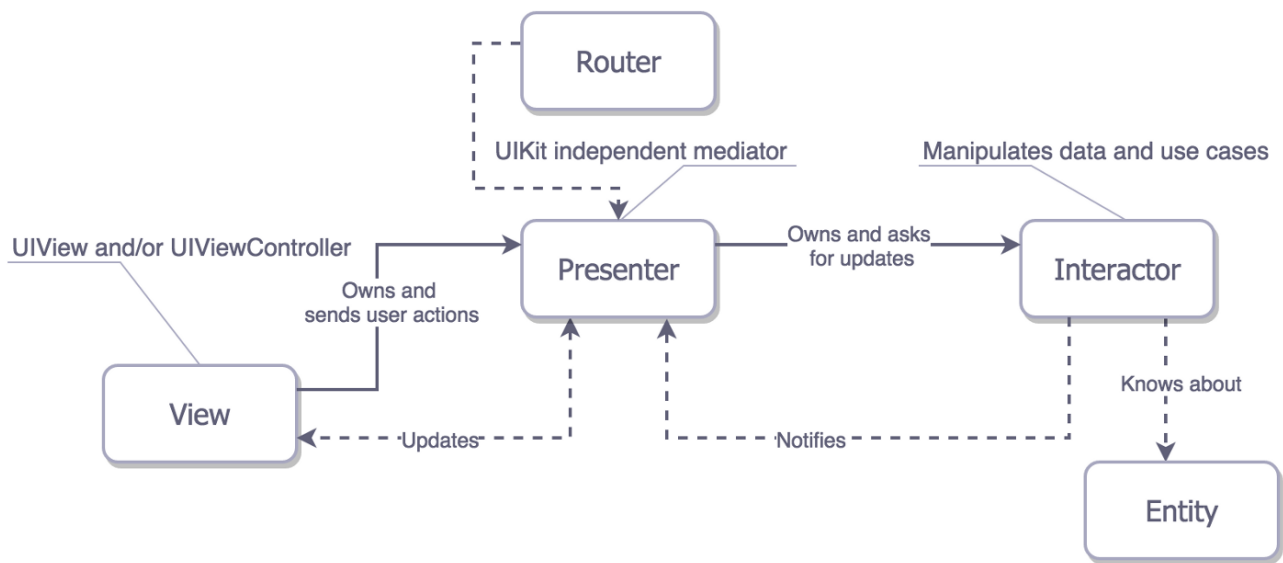 Router
UIKit independent mediator
Manipulates data and use cases
UIView and/or UIViewController
Owns and asks
for updates
Presenter
Interactor
Owns and
sends user actions
Knows about
View
Updates
Notifies
Entity